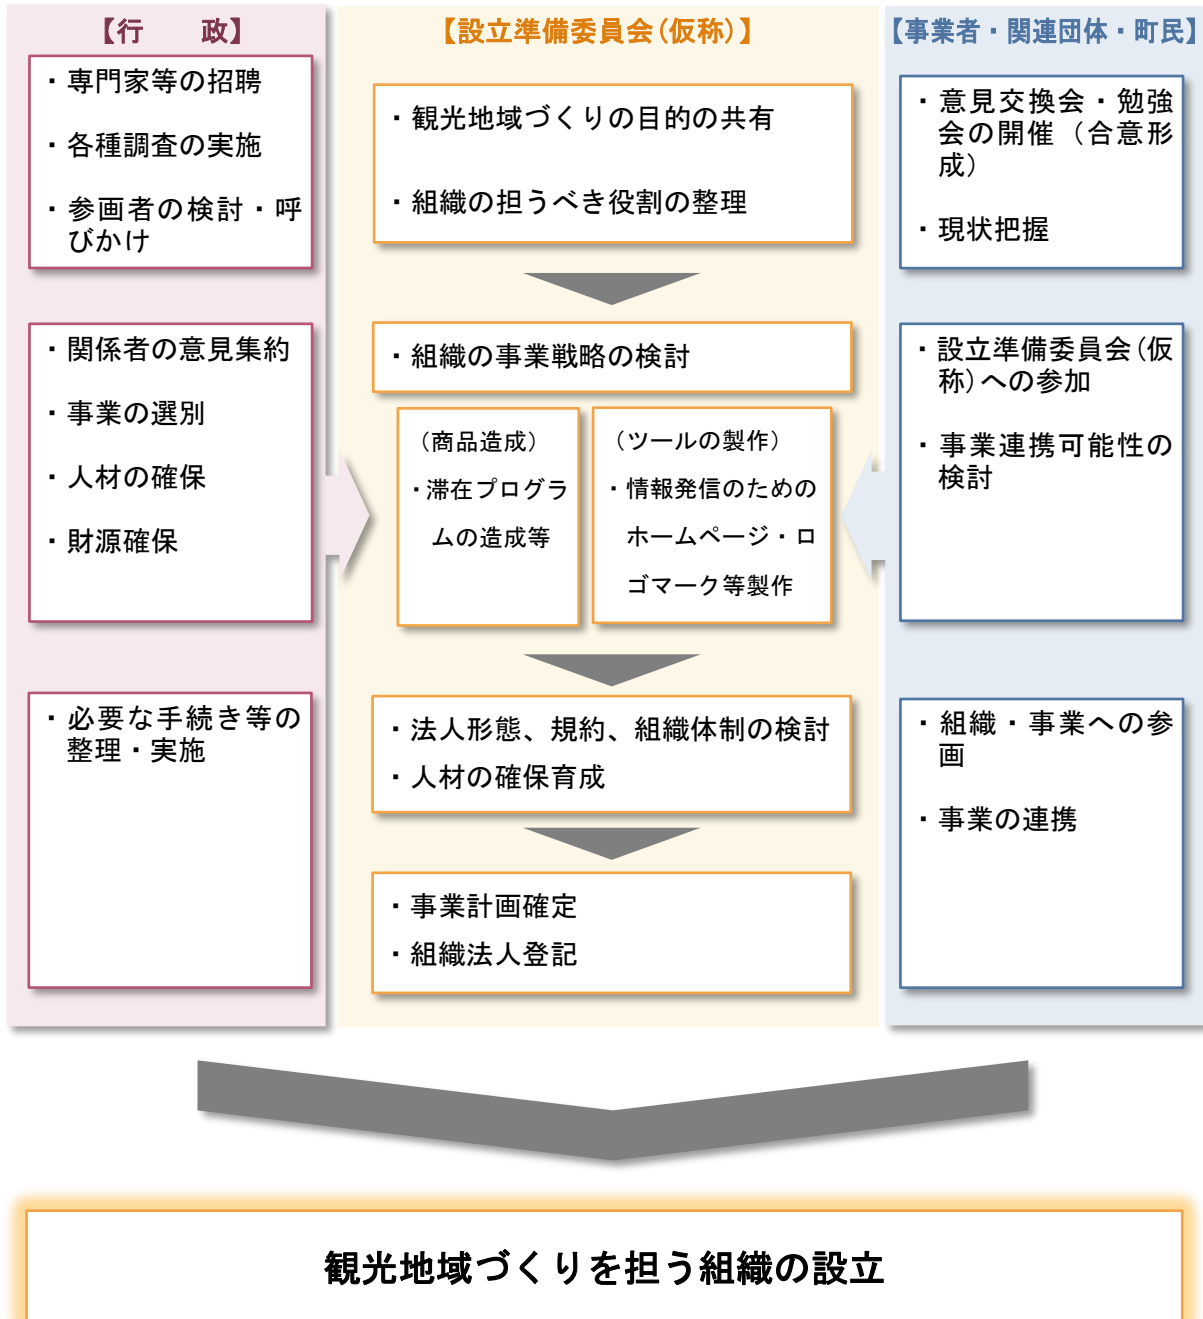 【行　　政】
・専門家等の招聘
・各種調査の実施
・参画者の検討・呼
びかけ
・関係者の意見集約
・事業の選別
・人材の確保
・財源確保
・必要な手続き等の
整理・実施
【設立準備委員会(仮称)】
・観光地域づくりの目的の共有
・組織の担うべき役割の整理
・組織の事業戦略の検討
（商品造成）
・滞在プログラ
ムの造成等
（ツールの製作）
・情報発信のための
ホームページ・ロ
ゴマーク等製作
・法人形態、規約、組織体制の検討
・人材の確保育成
・事業計画確定
・組織法人登記
【事業者・関連団体・町民】
・意見交換会・勉強
会の開催（合意形
成）
・現状把握
・設立準備委員会(仮
称)への参加
・事業連携可能性の
検討
・組織・事業への参
画
・事業の連携
観光地域づくりを担う組織の設立